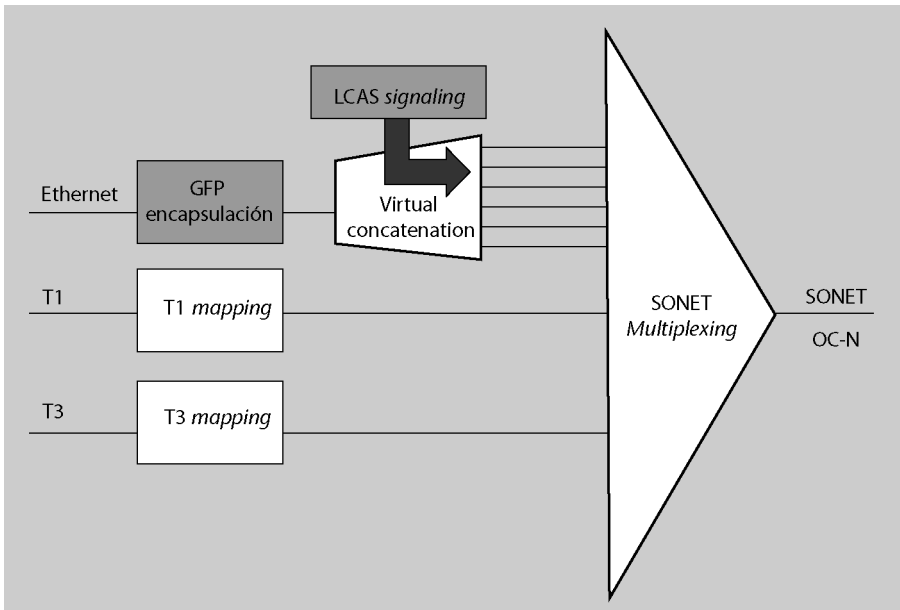 LCAS signaling
Ethernet
GFP
encapsulación
Virtual
concatenation
T1
T1 mapping
SONET
Multiplexing
SONET
OC-N
T3
T3 mapping